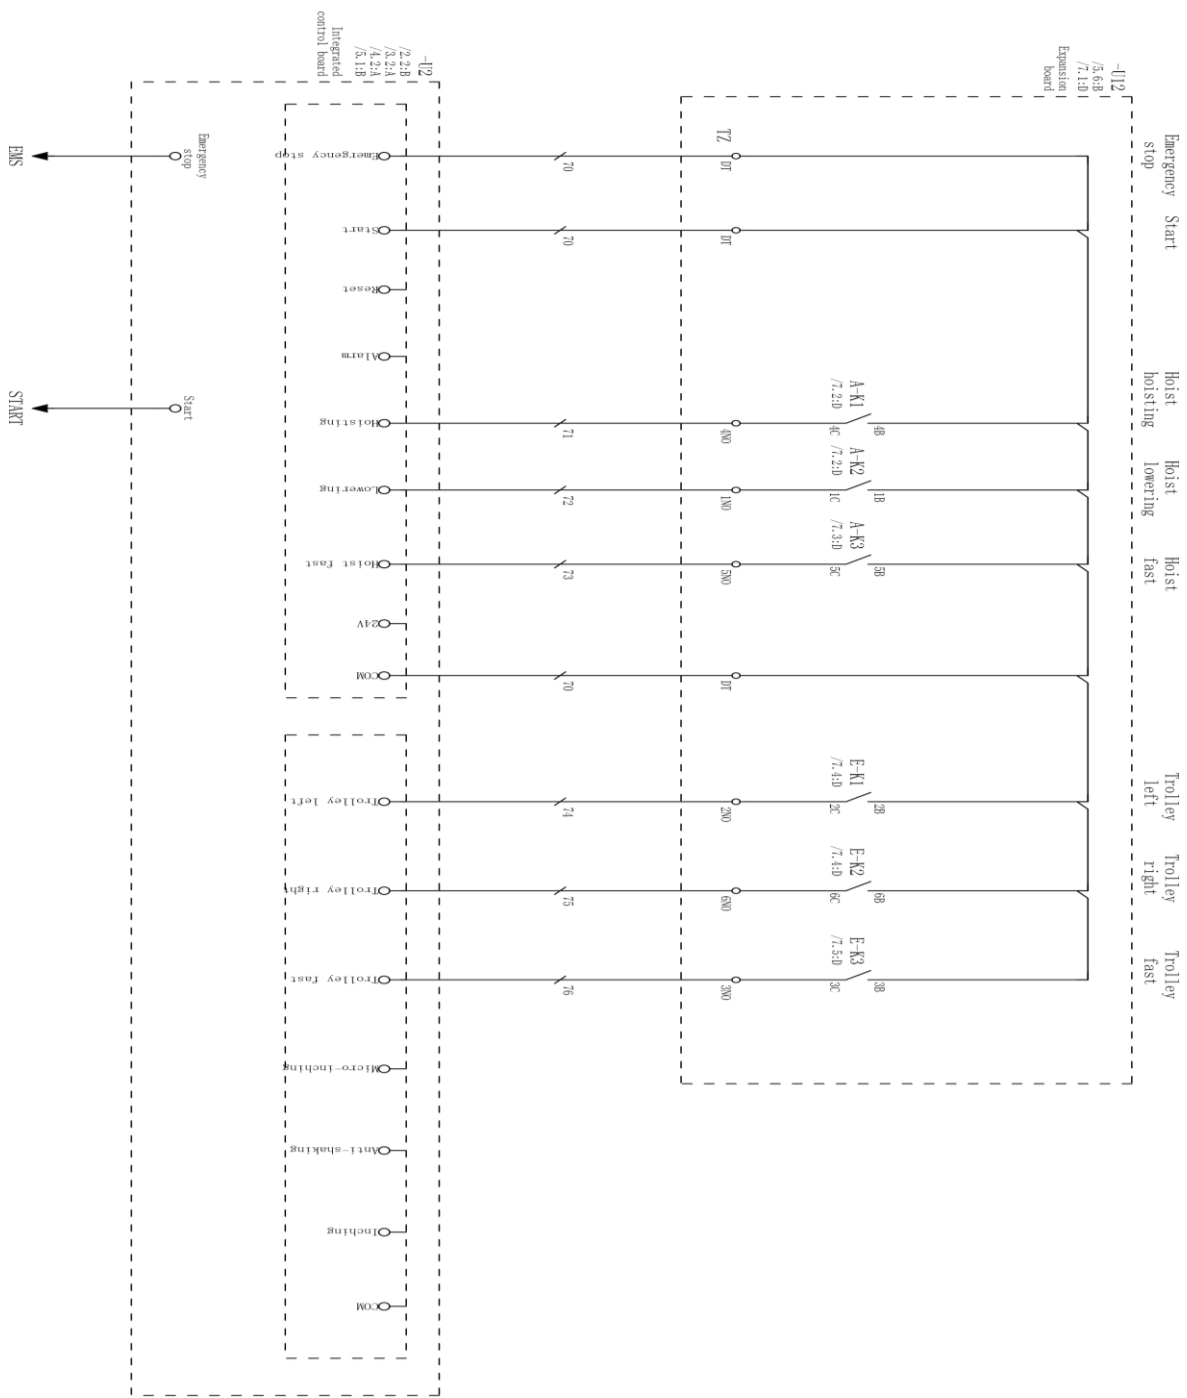 -U2
/2.2:B
/3.2:A
/4.2:A
/5.1:B
Integrated
control board
-U12
/5.6:B
/7.1:D
Expansion
board
Emergency
stop
Start
Hoist
hoisting
Hoist
lowering
Hoist
fast
Trolley
left
Trolley
right
Trolley
fast
EMS
Emergency
stop
Emergency stop
70
TZ
DT
Start
70
DT
Reset
Alarm
START
Start
Hoisting
71
4NO
A-K1
/7.2:D
4C
4B
Lowering
72
1NO
A-K2
/7.2:D
1C
1B
Hoist fast
73
5NO
A-K3
/7.3:D
5C
5B
24V
COM
70
DT
Trolley left
74
2NO
E-K1
/7.4:D
2C
2B
Trolley right
75
6NO
E-K2
/7.4:D
6C
6B
Trolley fast
76
3NO
E-K3
/7.5:D
3C
3B
Micro-inching
Anti-shaking
Inching
COM